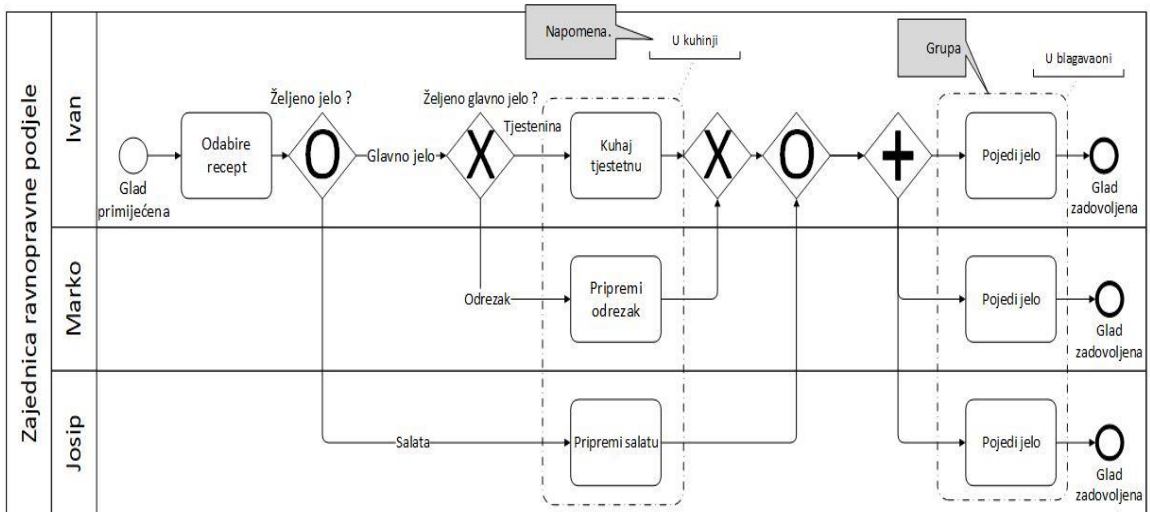 Zajednica ravnopravne podjele
Ivan
Glad
primijećena
Odabire
recept
Željeno jelo ?
Glavno jelo
Željeno glavno jelo ?
Tjestenina
Napomena.
U kuhinji
Kuhaj
tjestetnu
Grupa
U blagavaoni
Pojedi jelo
Glad
zadovoljena
Marko
Odrezak
Pripremi
odrezak
Pojedi jelo
Glad
zadovoljena
Josip
Salata
Pripremi salatu
Pojedi jelo
Glad
zadovoljena